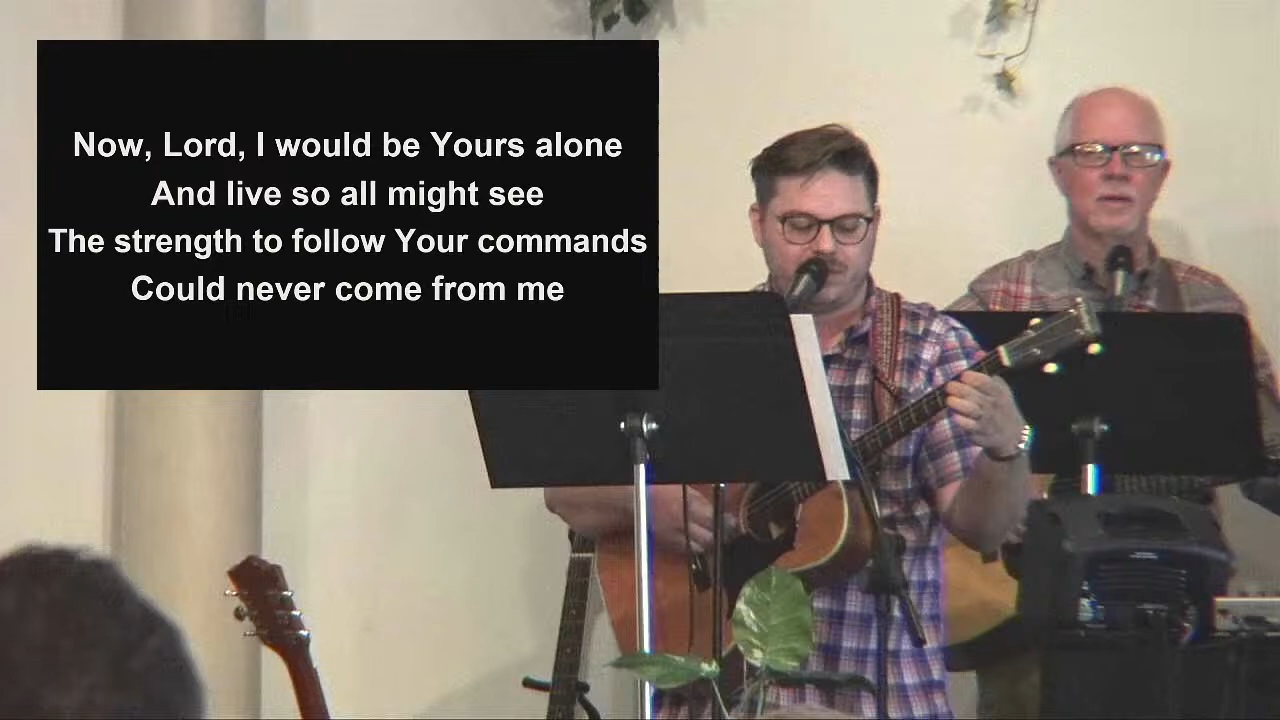 Now, Lord, I would be Yours alone
And live so all might see
The strength to follow Your commands
Could never come from me